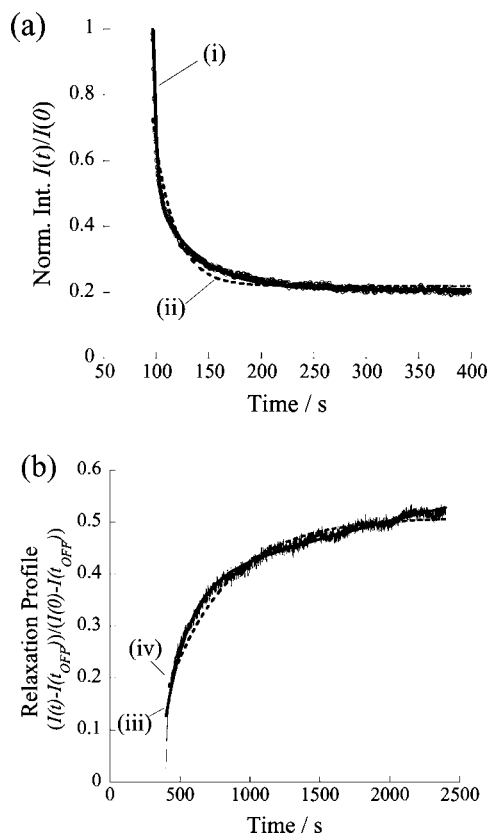 (a)
1
(i)
0.8
0.6
0.4
0.2
(ii)
0
50 100 150 200 250 300 350 400
Norm. Int. I(t)/I(0)
Time / s
(b)
0.6
0.5
0.4
0.3
0.2
(iv)
0.1
(iii)
0
0 500 1000 1500 2000 2500
Relaxation Profile
(I(t)-I(t_OFF))/(I(0)-I(t_OFF))
Time / s